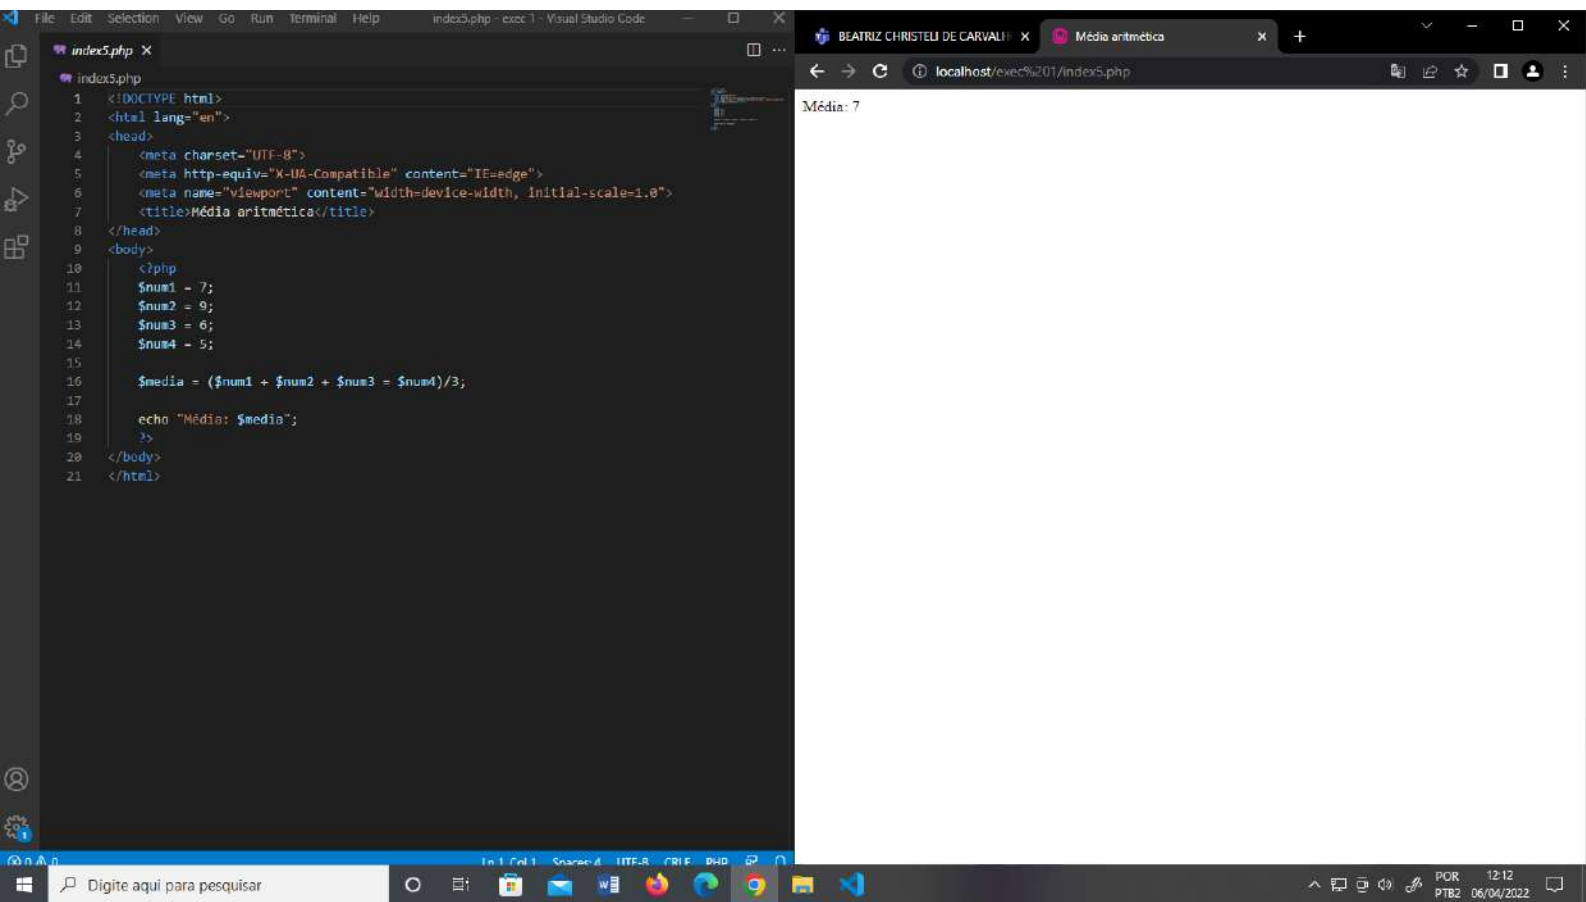 File Edit Selection View Go Run Terminal Help index5.php - exec 1 - Visual Studio Code
index5.php
index5.php
1 <!DOCTYPE html>
2 <html lang="en">
3 <head>
4 <meta charset="UTF-8">
5 <meta http-equiv="X-UA-Compatible" content="IE=edge">
6 <meta name="viewport" content="width=device-width, initial-scale=1.0">
7 <title>Média aritmética</title>
8 </head>
9 <body>
10 <?php
11 $num1 = 7;
12 $num2 = 9;
13 $num3 = 6;
14 $num4 = 5;
15
16 $media = ($num1 + $num2 + $num3 = $num4)/3;
17
18 echo "Média: $media";
19 ?>
20 </body>
21 </html>
1
0 0 Ln 1, Col 1 Spaces: 4 UTF-8 CRLF PHP
BEATRIZ CHRISTELI DE CARVALH Média aritmética
localhost/exec%201/index5.php
Média: 7
Digite aqui para pesquisar
POR 12:12
PTB2 06/04/2022